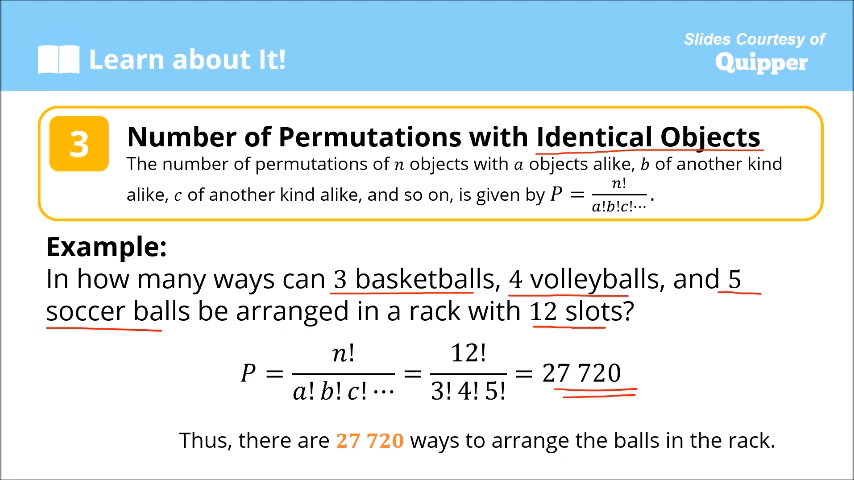 Learn about It!
Slides Courtesy of
Quipper
3
Number of Permutations with Identical Objects
The number of permutations of n objects with a objects alike, b of another kind
alike, c of another kind alike, and so on, is given by P = n!/(a!b!c!⋯).
Example:
In how many ways can 3 basketballs, 4 volleyballs, and 5
soccer balls be arranged in a rack with 12 slots?
P = n!/(a! b! c! ⋯) = 12!/(3! 4! 5!) = 27 720
Thus, there are 27 720 ways to arrange the balls in the rack.